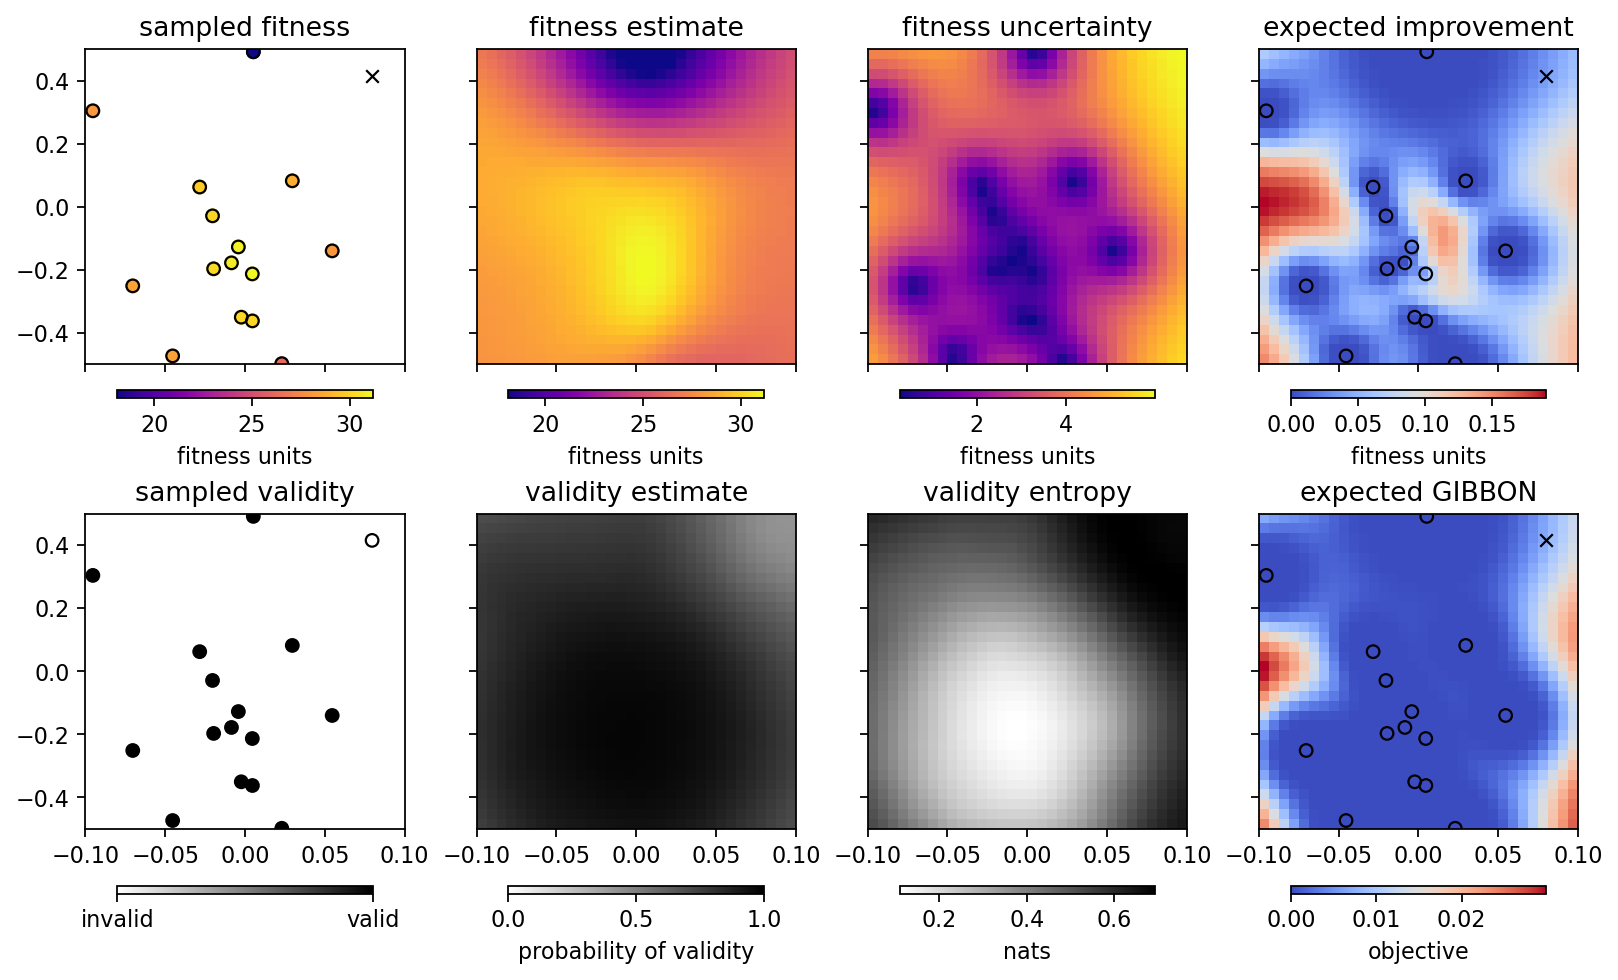 sampled fitness
fitness estimate
fitness uncertainty
expected improvement
0.4
0.2
0.0
−0.2
−0.4
20 25 30
fitness units
20 25 30
fitness units
2 4
fitness units
0.00 0.05 0.10 0.15
fitness units
sampled validity
validity estimate
validity entropy
expected GIBBON
0.4
0.2
0.0
−0.2
−0.4
−0.10 −0.05 0.00 0.05 0.10
−0.10 −0.05 0.00 0.05 0.10
−0.10 −0.05 0.00 0.05 0.10
−0.10 −0.05 0.00 0.05 0.10
invalid valid
0.0 0.5 1.0
probability of validity
0.2 0.4 0.6
nats
0.00 0.01 0.02
objective